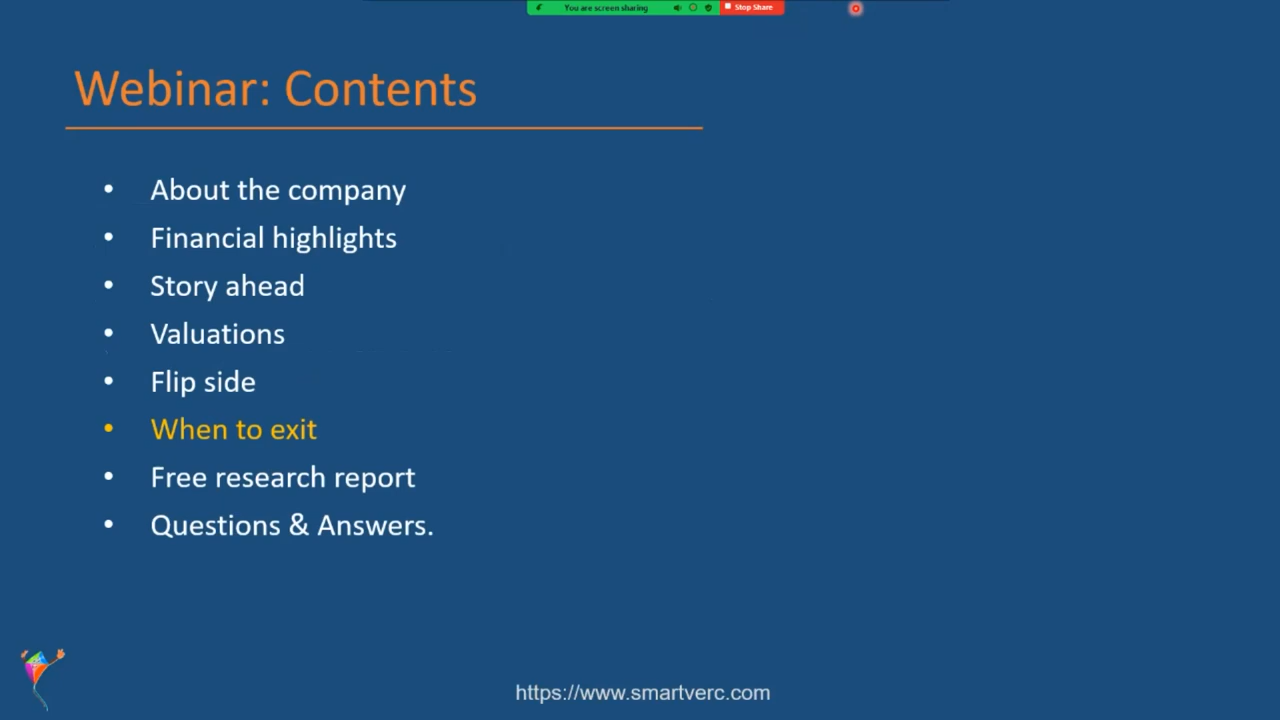 You are screen sharing
Stop Share
Webinar: Contents
• About the company
• Financial highlights
• Story ahead
• Valuations
• Flip side
• When to exit
• Free research report
• Questions & Answers.
https://www.smartverc.com